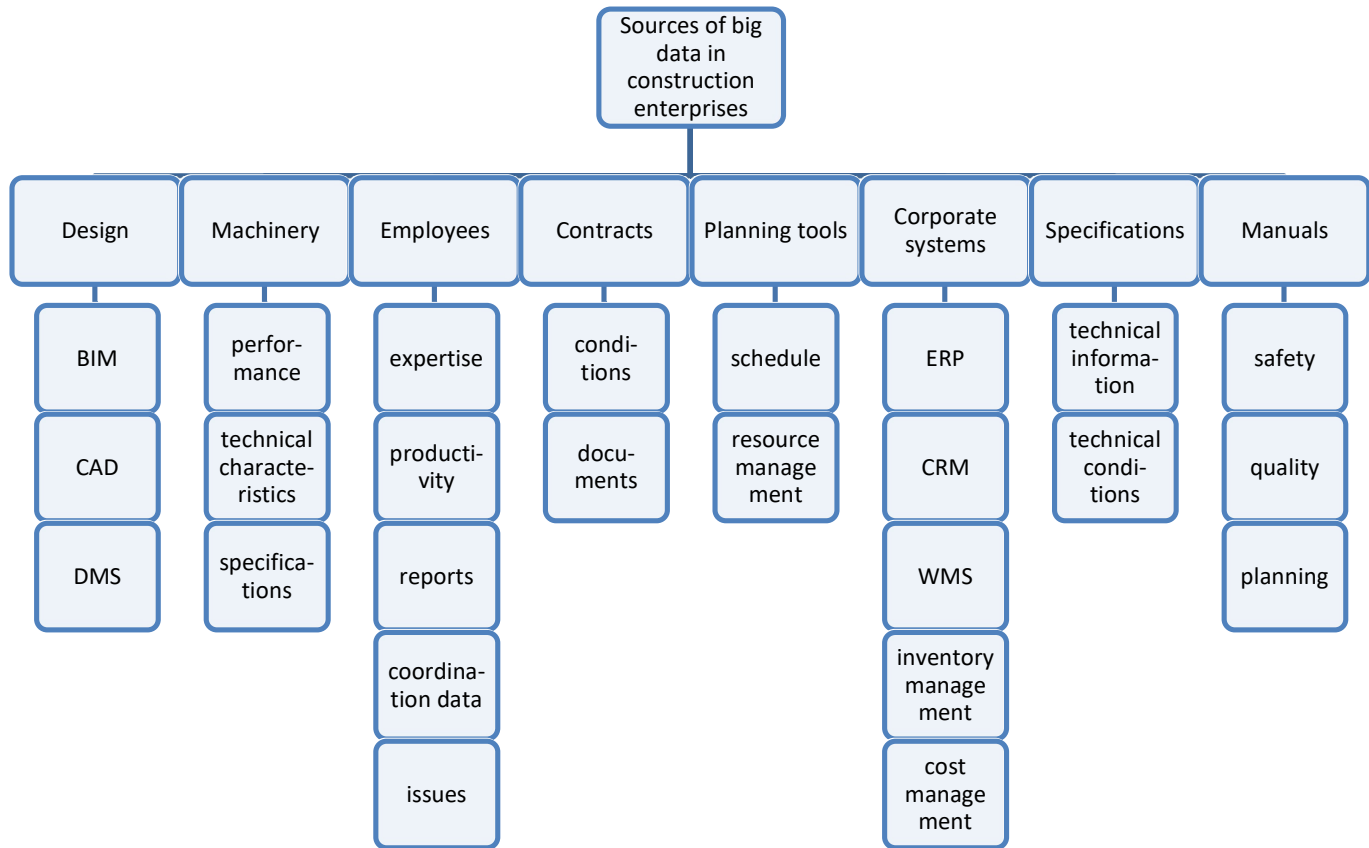 Sources of big
data in
construction
enterprises
Design
Machinery
Employees
Contracts
Planning tools
Corporate
systems
Specifications
Manuals
BIM
CAD
DMS
perfor-
mance
technical
characte-
ristics
specifica-
tions
expertise
producti-
vity
reports
coordina-
tion data
issues
condi-
tions
docu-
ments
schedule
resource
manage
ment
ERP
CRM
WMS
inventory
manage
ment
cost
manage
ment
technical
informa-
tion
technical
condi-
tions
safety
quality
planning